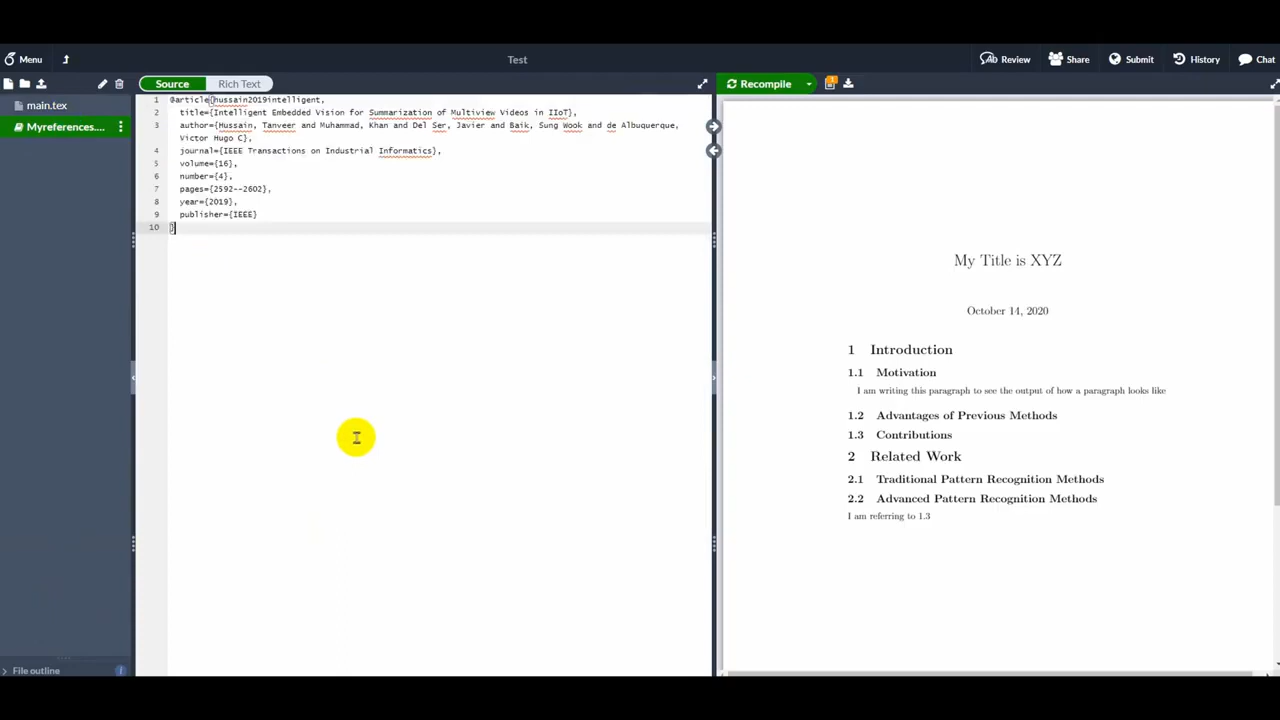 Menu
Test
Review
Share
Submit
History
Chat
Source
Rich Text
Recompile
main.tex
Myreferences....
1 @article{hussain2019intelligent,
2 title={Intelligent Embedded Vision for Summarization of Multiview Videos in IIoT},
3 author={Hussain, Tanveer and Muhammad, Khan and Del Ser, Javier and Baik, Sung Wook and de Albuquerque,
Victor Hugo C},
4 journal={IEEE Transactions on Industrial Informatics},
5 volume={16},
6 number={4},
7 pages={2592--2602},
8 year={2019},
9 publisher={IEEE}
10 }
My Title is XYZ
October 14, 2020
1 Introduction
1.1 Motivation
I am writing this paragraph to see the output of how a paragraph looks like
1.2 Advantages of Previous Methods
1.3 Contributions
2 Related Work
2.1 Traditional Pattern Recognition Methods
2.2 Advanced Pattern Recognition Methods
I am referring to 1.3
File outline